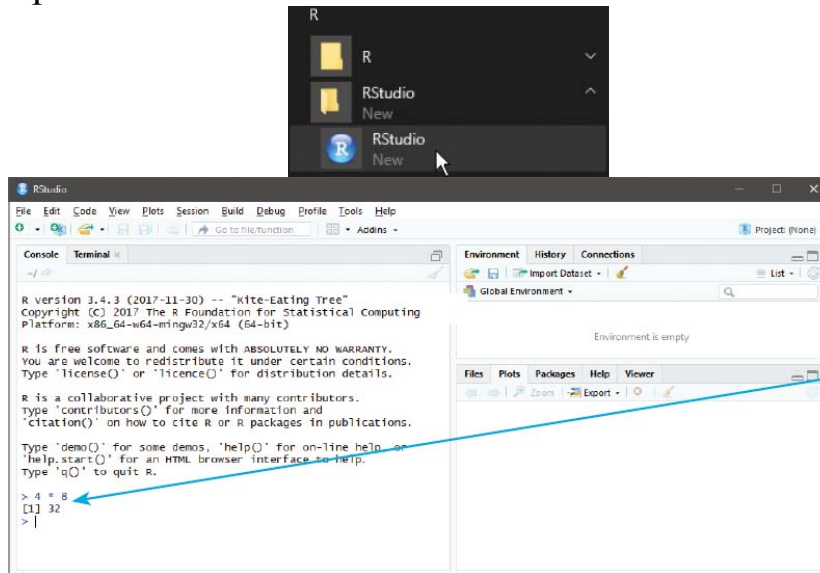 R
R
RStudio
New
RStudio
New
RStudio
File Edit Code View Plots Session Build Debug Profile Tools Help
Go to file/function Addins Project: (None)
Console Terminal
~/
R version 3.4.3 (2017-11-30) -- "Kite-Eating Tree"
Copyright (C) 2017 The R Foundation for Statistical Computing
Platform: x86_64-w64-mingw32/x64 (64-bit)
R is free software and comes with ABSOLUTELY NO WARRANTY.
You are welcome to redistribute it under certain conditions.
Type 'license()' or 'licence()' for distribution details.
R is a collaborative project with many contributors.
Type 'contributors()' for more information and
'citation()' on how to cite R or R packages in publications.
Type 'demo()' for some demos, 'help()' for on-line help, or
'help.start()' for an HTML browser interface to help.
Type 'q()' to quit R.
> 4 * 8
[1] 32
>
Environment History Connections
Import Dataset List
Global Environment
Environment is empty
Files Plots Packages Help Viewer
Zoom Export